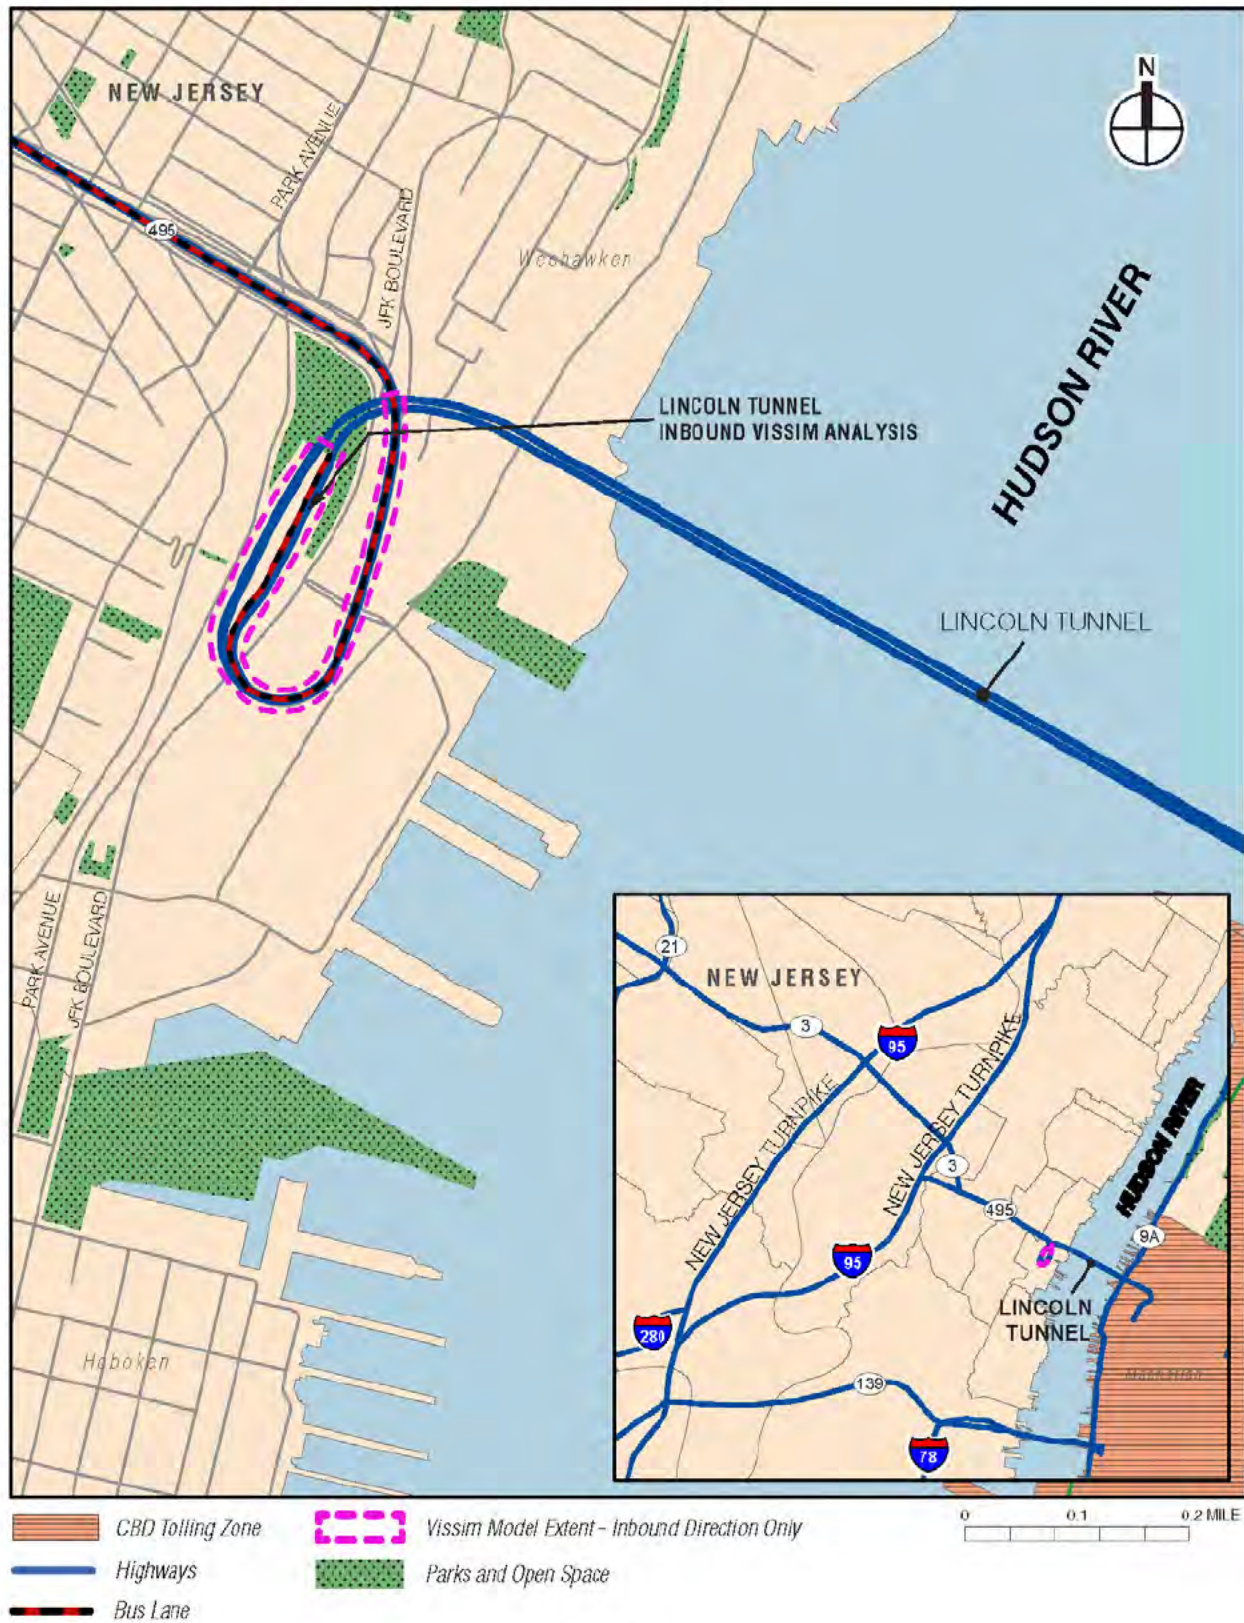 N
NEW JERSEY
PARK AVENUE
JFK BOULEVARD
495
Weehawken
HUDSON RIVER
LINCOLN TUNNEL
INBOUND VISSIM ANALYSIS
LINCOLN TUNNEL
PARK AVENUE
JFK BOULEVARD
Hoboken
21
NEW JERSEY
3
95
NEW JERSEY TURNPIKE
NEW JERSEY TURNPIKE
3
HUDSON RIVER
495
9A
95
LINCOLN
TUNNEL
280
Manhattan
139
78
CBD Tolling Zone
Vissim Model Extent – Inbound Direction Only
0 0.1 0.2 MILE
Highways
Parks and Open Space
Bus Lane